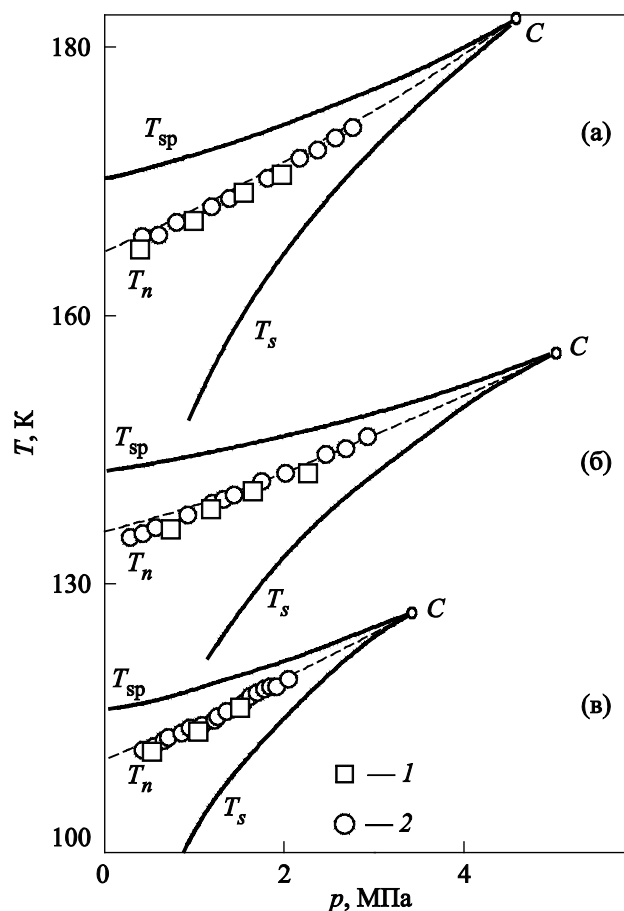 180
C
T_sp
(а)
T_n
160
T_s
C
T_sp
(б)
T, К
T_n
130
T_s
C
T_sp
(в)
T_n
— 1
T_s
— 2
100
0 2 4
p, МПа